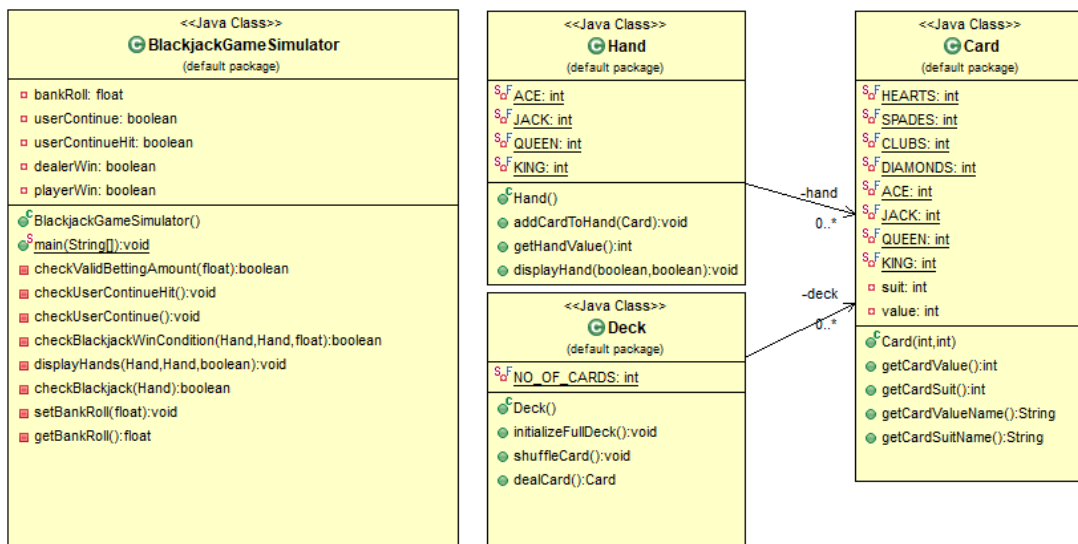 <<Java Class>>
BlackjackGameSimulator
(default package)
bankRoll: float
userContinue: boolean
userContinueHit: boolean
dealerWin: boolean
playerWin: boolean
BlackjackGameSimulator()
main(String[]):void
checkValidBettingAmount(float):boolean
checkUserContinueHit():void
checkUserContinue():void
checkBlackjackWinCondition(Hand,Hand,float):boolean
displayHands(Hand,Hand,boolean):void
checkBlackjack(Hand):boolean
setBankRoll(float):void
getBankRoll():float
<<Java Class>>
Hand
(default package)
ACE: int
JACK: int
QUEEN: int
KING: int
Hand()
addCardToHand(Card):void
getHandValue():int
displayHand(boolean,boolean):void
-hand
0..*
<<Java Class>>
Deck
(default package)
NO_OF_CARDS: int
Deck()
initializeFullDeck():void
shuffleCard():void
dealCard():Card
-deck
0..*
<<Java Class>>
Card
(default package)
HEARTS: int
SPADES: int
CLUBS: int
DIAMONDS: int
ACE: int
JACK: int
QUEEN: int
KING: int
suit: int
value: int
Card(int,int)
getCardValue():int
getCardSuit():int
getCardValueName():String
getCardSuitName():String